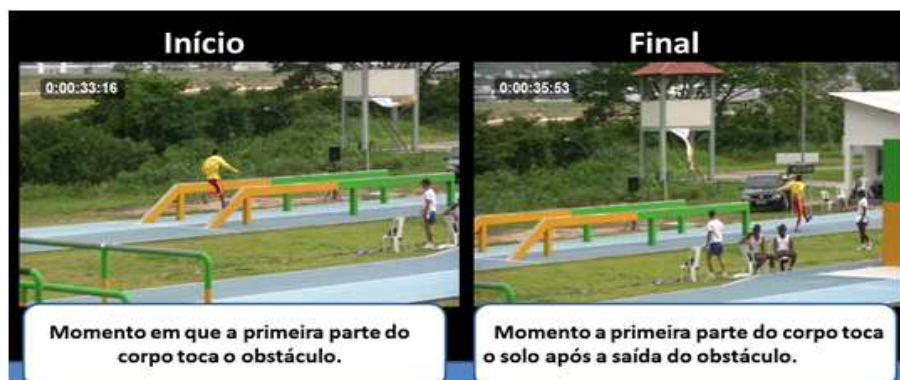 Início
Final
0:00:33:16
0:00:35:53
Momento em que a primeira parte do
corpo toca o obstáculo.
Momento a primeira parte do corpo toca
o solo após a saída do obstáculo.